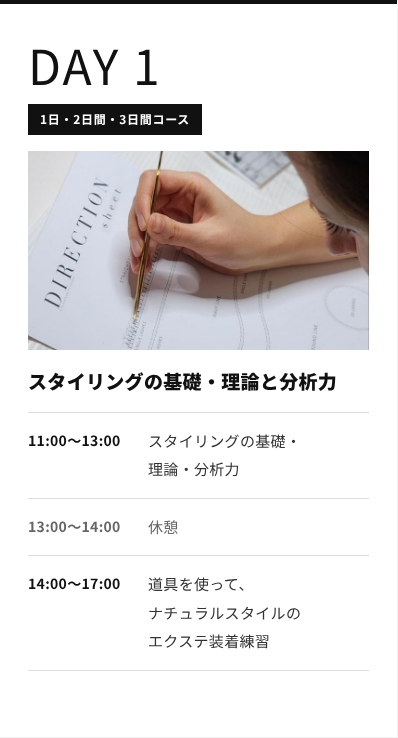 DAY 1
1日・2日間・3日間コース
DIRECTION
sheet
スタイリングの基礎・理論と分析力
11:00〜13:00 スタイリングの基礎・
理論・分析力
13:00〜14:00 休憩
14:00〜17:00 道具を使って、
ナチュラルスタイルの
エクステ装着練習